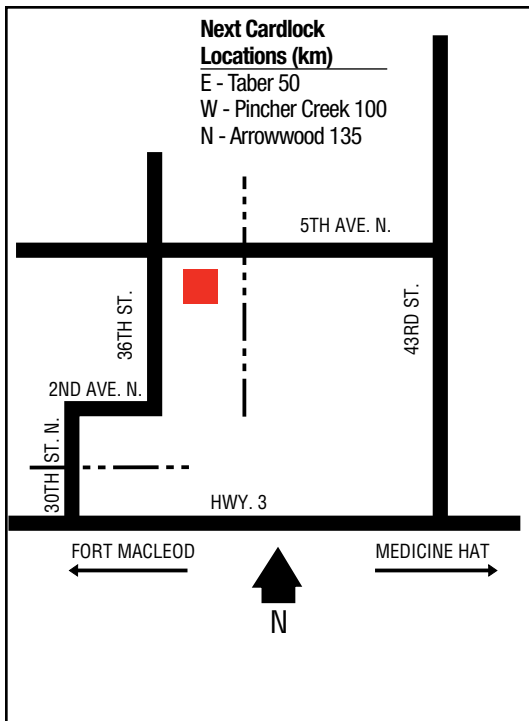 Next Cardlock
Locations (km)
E - Taber 50
W - Pincher Creek 100
N - Arrowwood 135
5TH AVE. N.
36TH ST.
43RD ST.
2ND AVE. N.
30TH ST. N.
HWY. 3
FORT MACLEOD
MEDICINE HAT
N